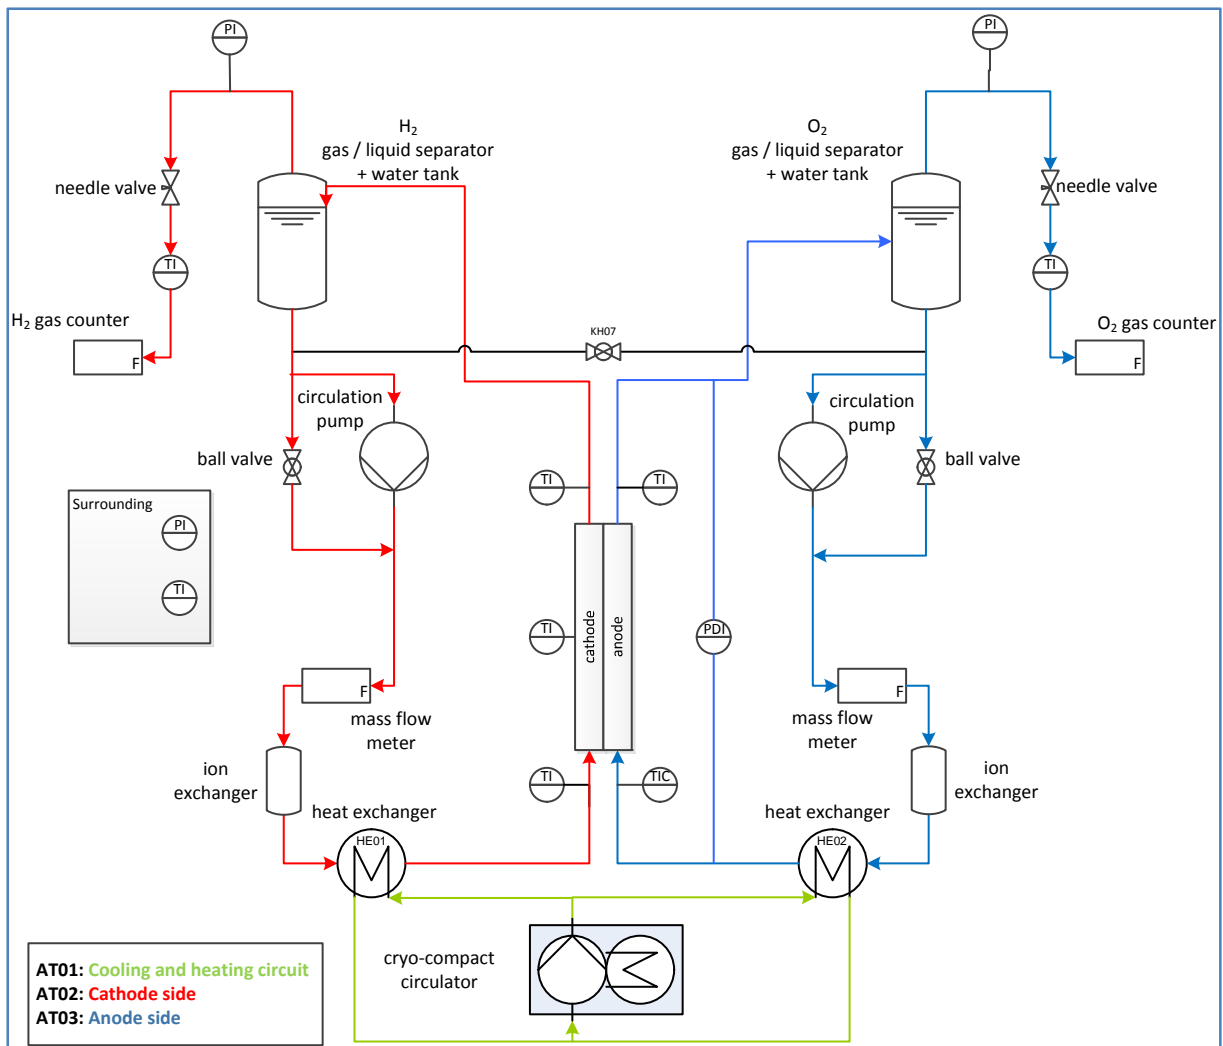 PI
PI
H₂
gas / liquid separator
+ water tank
O₂
gas / liquid separator
+ water tank
needle valve
needle valve
TI
TI
H₂ gas counter
F
O₂ gas counter
F
KH07
circulation
pump
circulation
pump
ball valve
ball valve
TI
TI
Surrounding
PI
TI
cathode
anode
TI
PDI
F
mass flow
meter
F
mass flow
meter
ion
exchanger
TI
TIC
ion
exchanger
heat exchanger
HE01
heat exchanger
HE02
cryo-compact
circulator
AT01: Cooling and heating circuit
AT02: Cathode side
AT03: Anode side